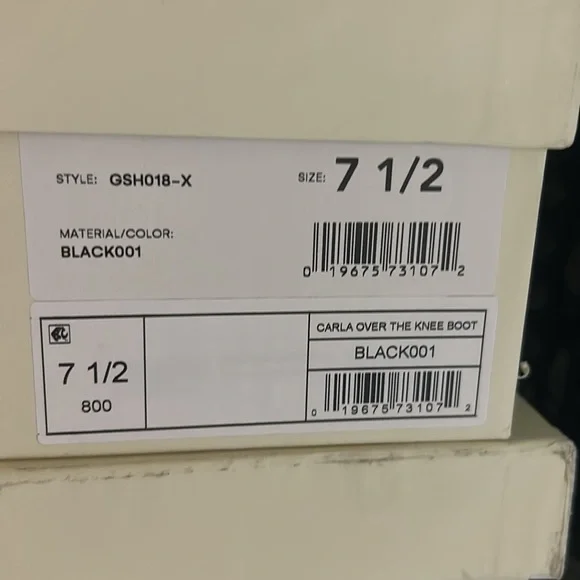 STYLE: GSH018-X
SIZE: 7 1/2
MATERIAL/COLOR:
BLACK001
0 19675 73107 2
7 1/2
800
CARLA OVER THE KNEE BOOT
BLACK001
0 19675 73107 2